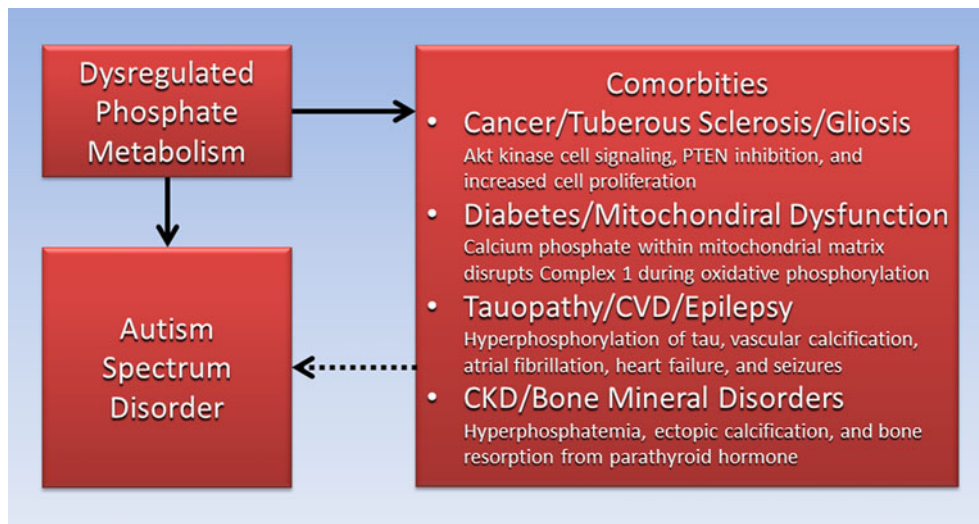 Dysregulated
Phosphate
Metabolism
Autism
Spectrum
Disorder
Comorbities
• Cancer/Tuberous Sclerosis/Gliosis
Akt kinase cell signaling, PTEN inhibition, and
increased cell proliferation
• Diabetes/Mitochondiral Dysfunction
Calcium phosphate within mitochondrial matrix
disrupts Complex 1 during oxidative phosphorylation
• Tauopathy/CVD/Epilepsy
Hyperphosphorylation of tau, vascular calcification,
atrial fibrillation, heart failure, and seizures
• CKD/Bone Mineral Disorders
Hyperphosphatemia, ectopic calcification, and bone
resorption from parathyroid hormone